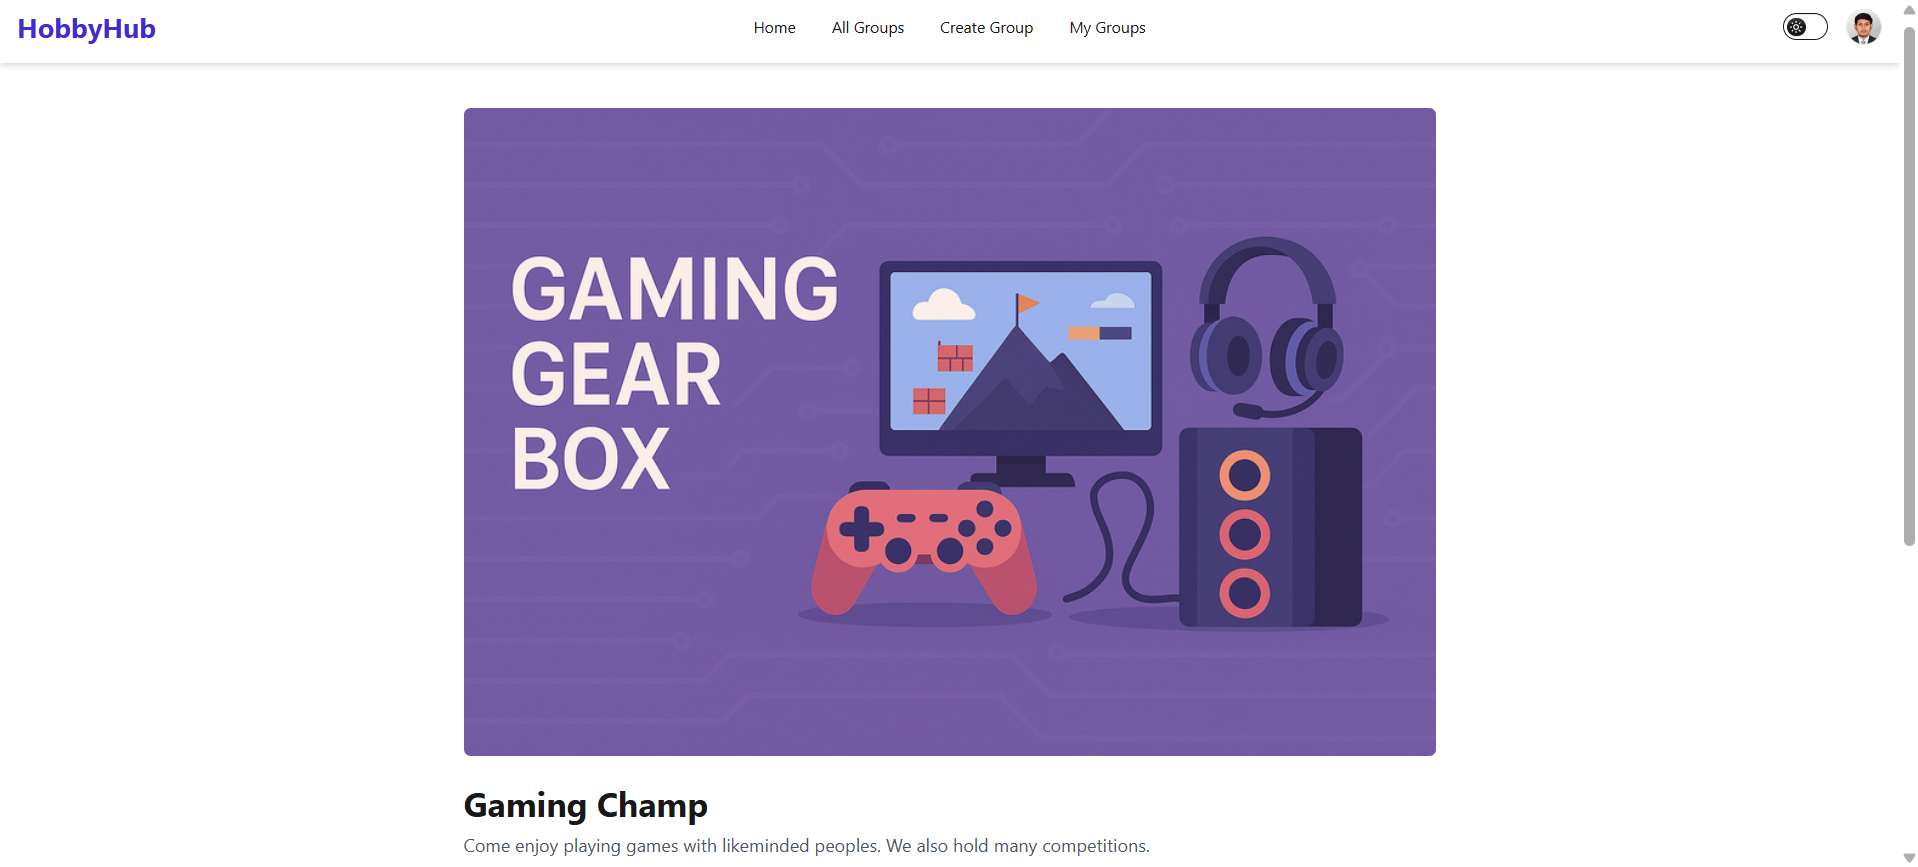 HobbyHub
Home
All Groups
Create Group
My Groups
GAMING
GEAR
BOX
Gaming Champ
Come enjoy playing games with likeminded peoples. We also hold many competitions.